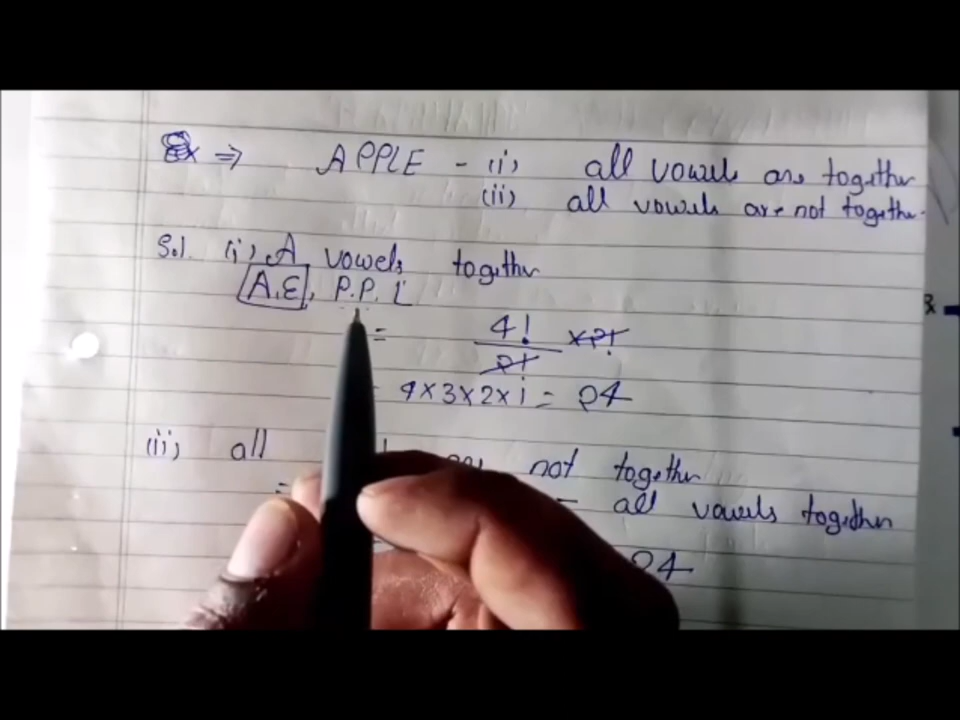 Ex ⇒ APPLE - (i) all vowels are together
(ii) all vowels are not together.
Sol. (i) A vowels together
A.E, P.P. L
= 4!/2! × 2!
= 4×3×2×1 = 24
(ii) all not together
= - all vowels together
24